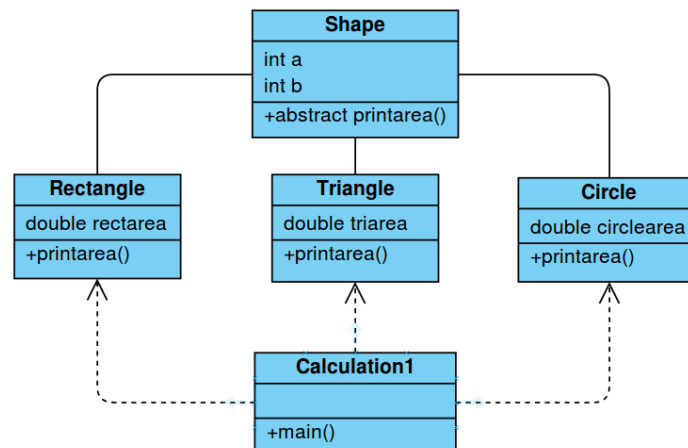 Shape
int a
int b
+abstract printarea()
Rectangle
double rectarea
+printarea()
Triangle
double triarea
+printarea()
Circle
double circlearea
+printarea()
Calculation1
+main()